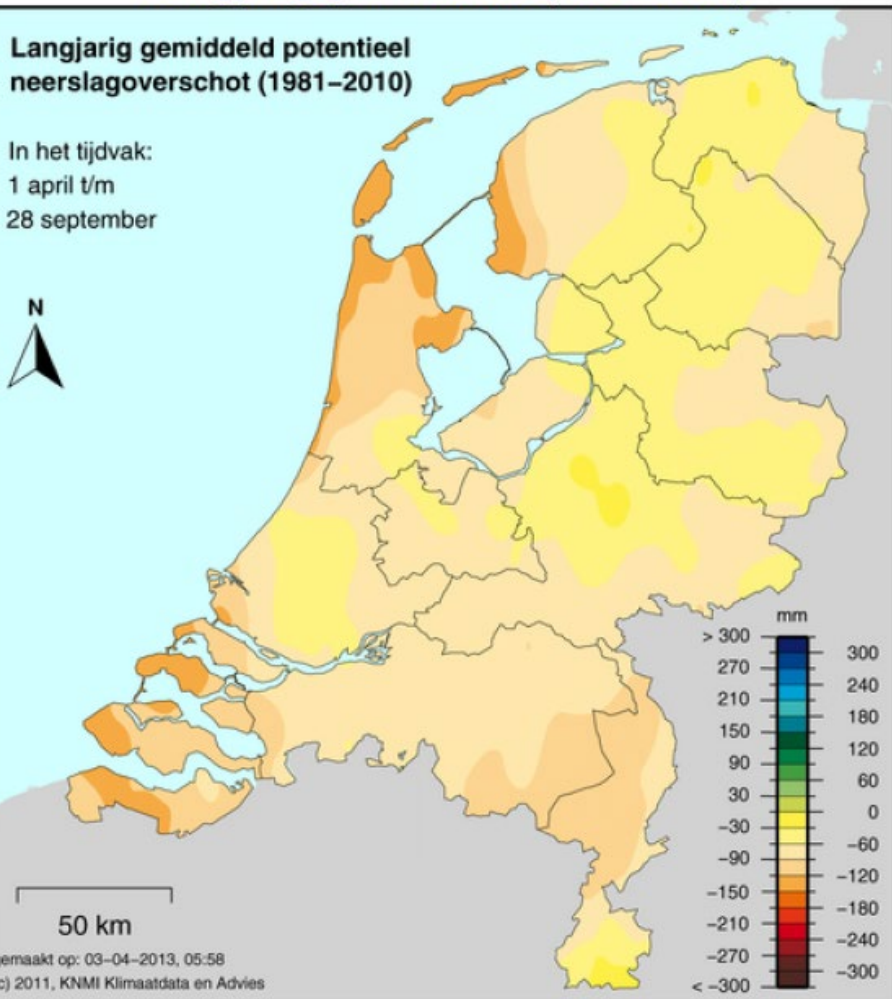 Langjarig gemiddeld potentieel
neerslagoverschot (1981–2010)
In het tijdvak:
1 april t/m
28 september
N
mm
> 300
300
270
240
210
180
150
120
90
60
30
0
−30
−60
−90
−120
−150
−180
−210
−240
−270
−300
< −300
50 km
gemaakt op: 03−04−2013, 05:58
c) 2011, KNMI Klimaatdata en Advies